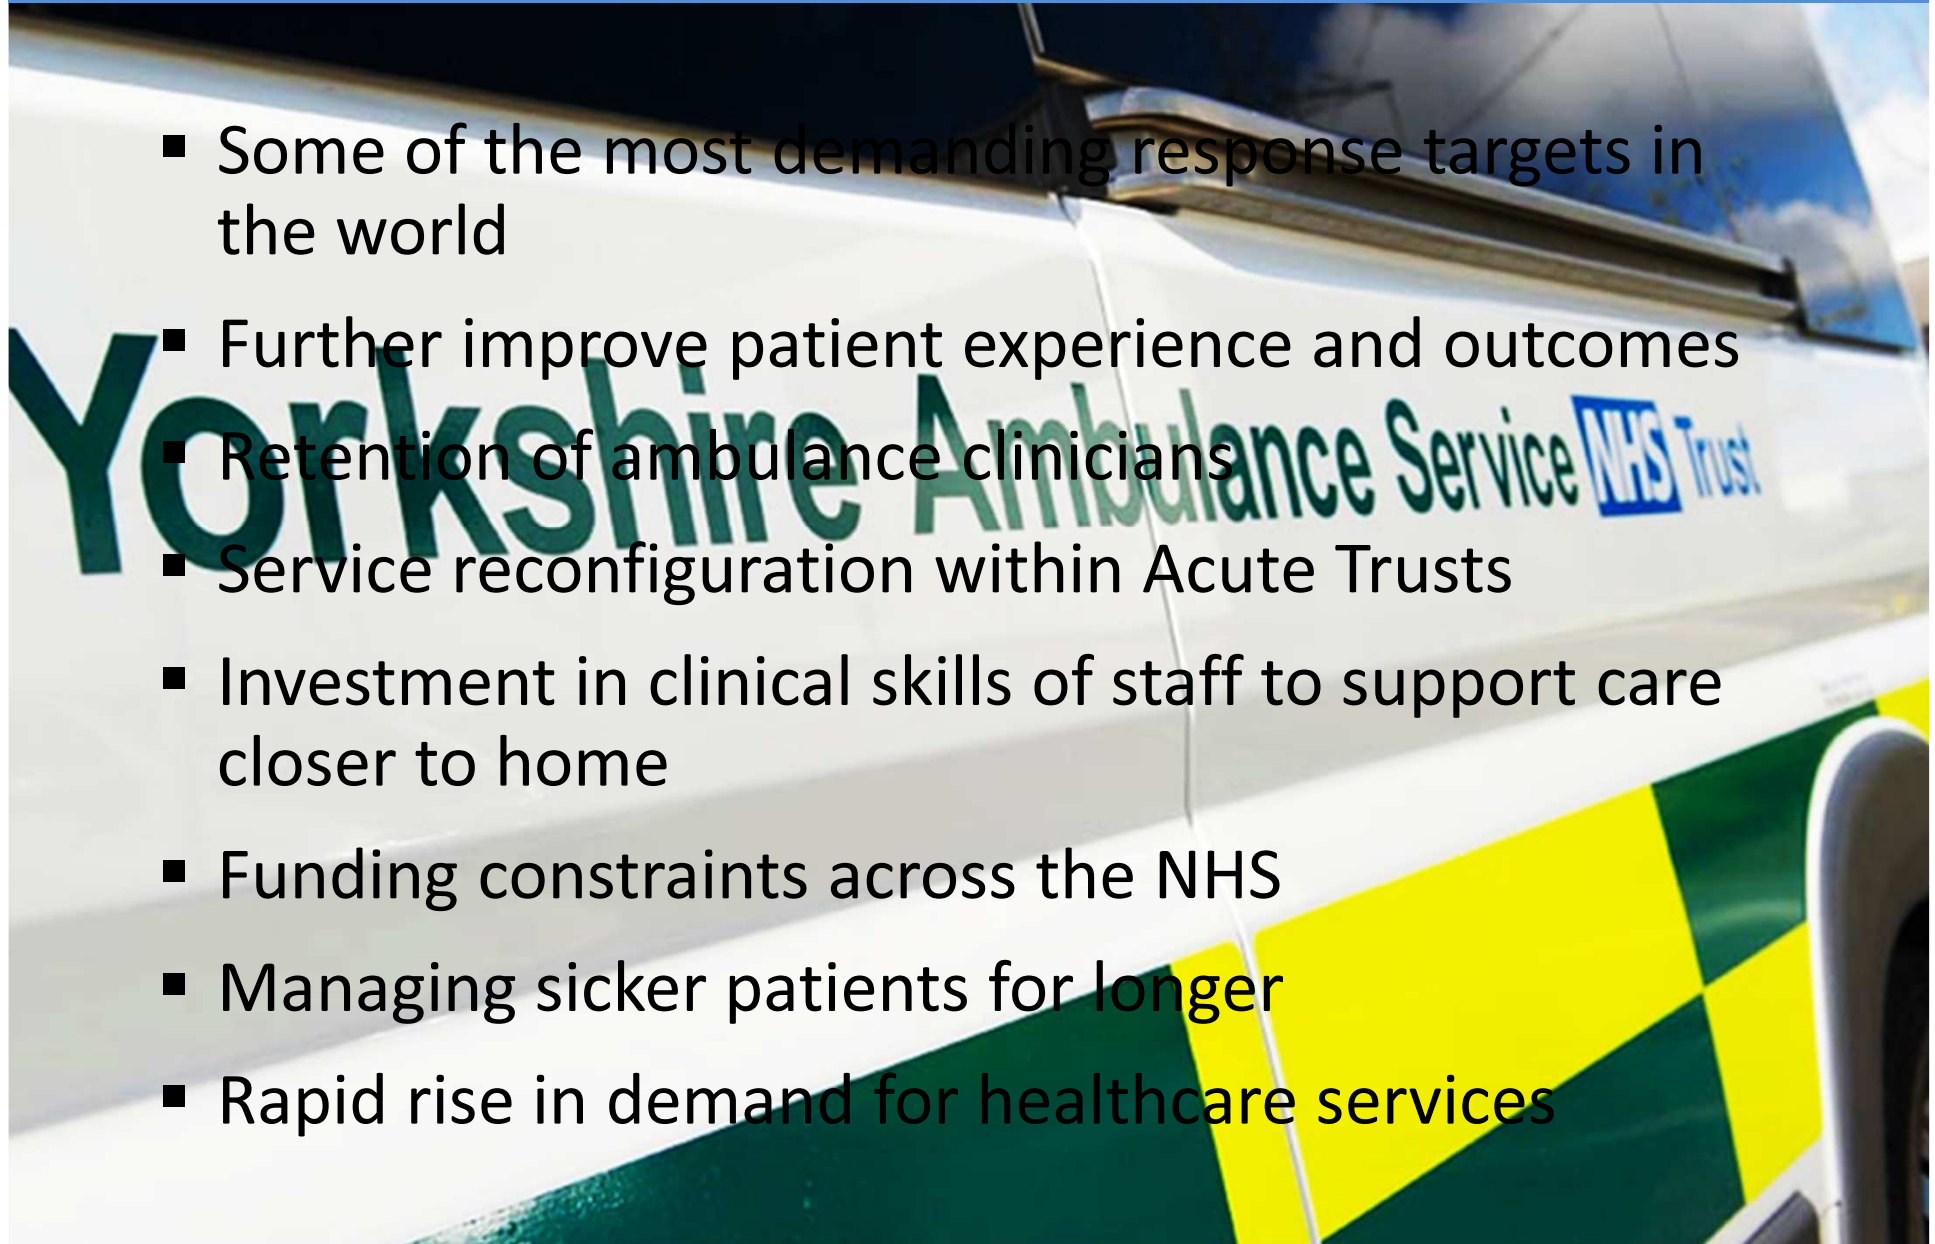 ▪ Some of the most demanding response targets in
the world
▪ Further improve patient experience and outcomes
Yorkshire Ambulance Service NHS Trust
▪ Retention of ambulance clinicians
▪ Service reconfiguration within Acute Trusts
▪ Investment in clinical skills of staff to support care
closer to home
▪ Funding constraints across the NHS
▪ Managing sicker patients for longer
▪ Rapid rise in demand for healthcare services